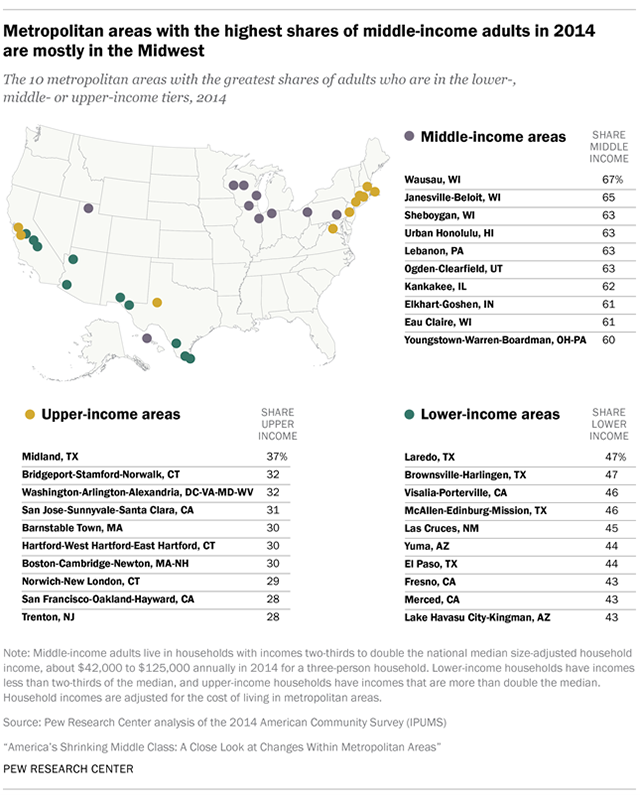 Metropolitan areas with the highest shares of middle-income adults in 2014
are mostly in the Midwest
The 10 metropolitan areas with the greatest shares of adults who are in the lower-,
middle- or upper-income tiers, 2014
Middle-income areas
SHARE
MIDDLE
INCOME
Wausau, WI 67%
Janesville-Beloit, WI 65
Sheboygan, WI 63
Urban Honolulu, HI 63
Lebanon, PA 63
Ogden-Clearfield, UT 63
Kankakee, IL 62
Elkhart-Goshen, IN 61
Eau Claire, WI 61
Youngstown-Warren-Boardman, OH-PA 60
Upper-income areas
SHARE
UPPER
INCOME
Midland, TX 37%
Bridgeport-Stamford-Norwalk, CT 32
Washington-Arlington-Alexandria, DC-VA-MD-WV 32
San Jose-Sunnyvale-Santa Clara, CA 31
Barnstable Town, MA 30
Hartford-West Hartford-East Hartford, CT 30
Boston-Cambridge-Newton, MA-NH 30
Norwich-New London, CT 29
San Francisco-Oakland-Hayward, CA 28
Trenton, NJ 28
Lower-income areas
SHARE
LOWER
INCOME
Laredo, TX 47%
Brownsville-Harlingen, TX 47
Visalia-Porterville, CA 46
McAllen-Edinburg-Mission, TX 46
Las Cruces, NM 45
Yuma, AZ 44
El Paso, TX 44
Fresno, CA 43
Merced, CA 43
Lake Havasu City-Kingman, AZ 43
Note: Middle-income adults live in households with incomes two-thirds to double the national median size-adjusted household
income, about $42,000 to $125,000 annually in 2014 for a three-person household. Lower-income households have incomes
less than two-thirds of the median, and upper-income households have incomes that are more than double the median.
Household incomes are adjusted for the cost of living in metropolitan areas.
Source: Pew Research Center analysis of the 2014 American Community Survey (IPUMS)
“America’s Shrinking Middle Class: A Close Look at Changes Within Metropolitan Areas”
PEW RESEARCH CENTER